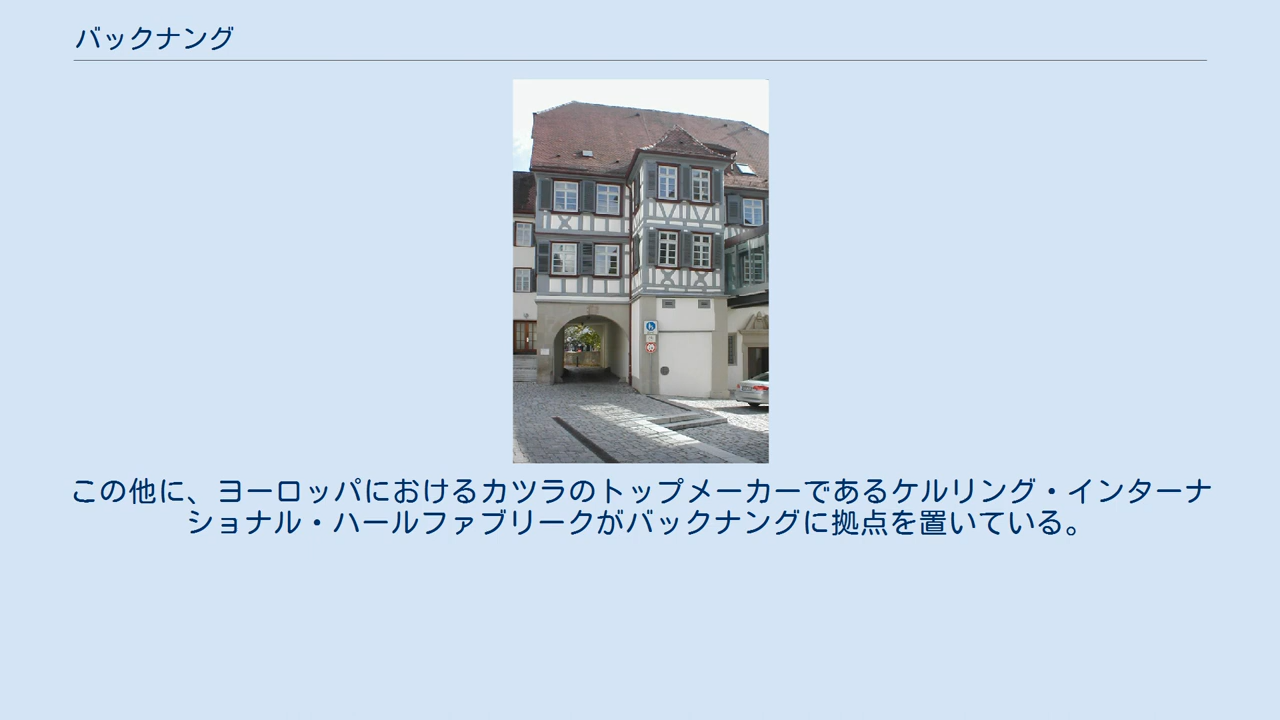 バックナング
この他に、ヨーロッパにおけるカツラのトップメーカーであるケルリング・インターナ
ショナル・ハールファブリークがバックナングに拠点を置いている。